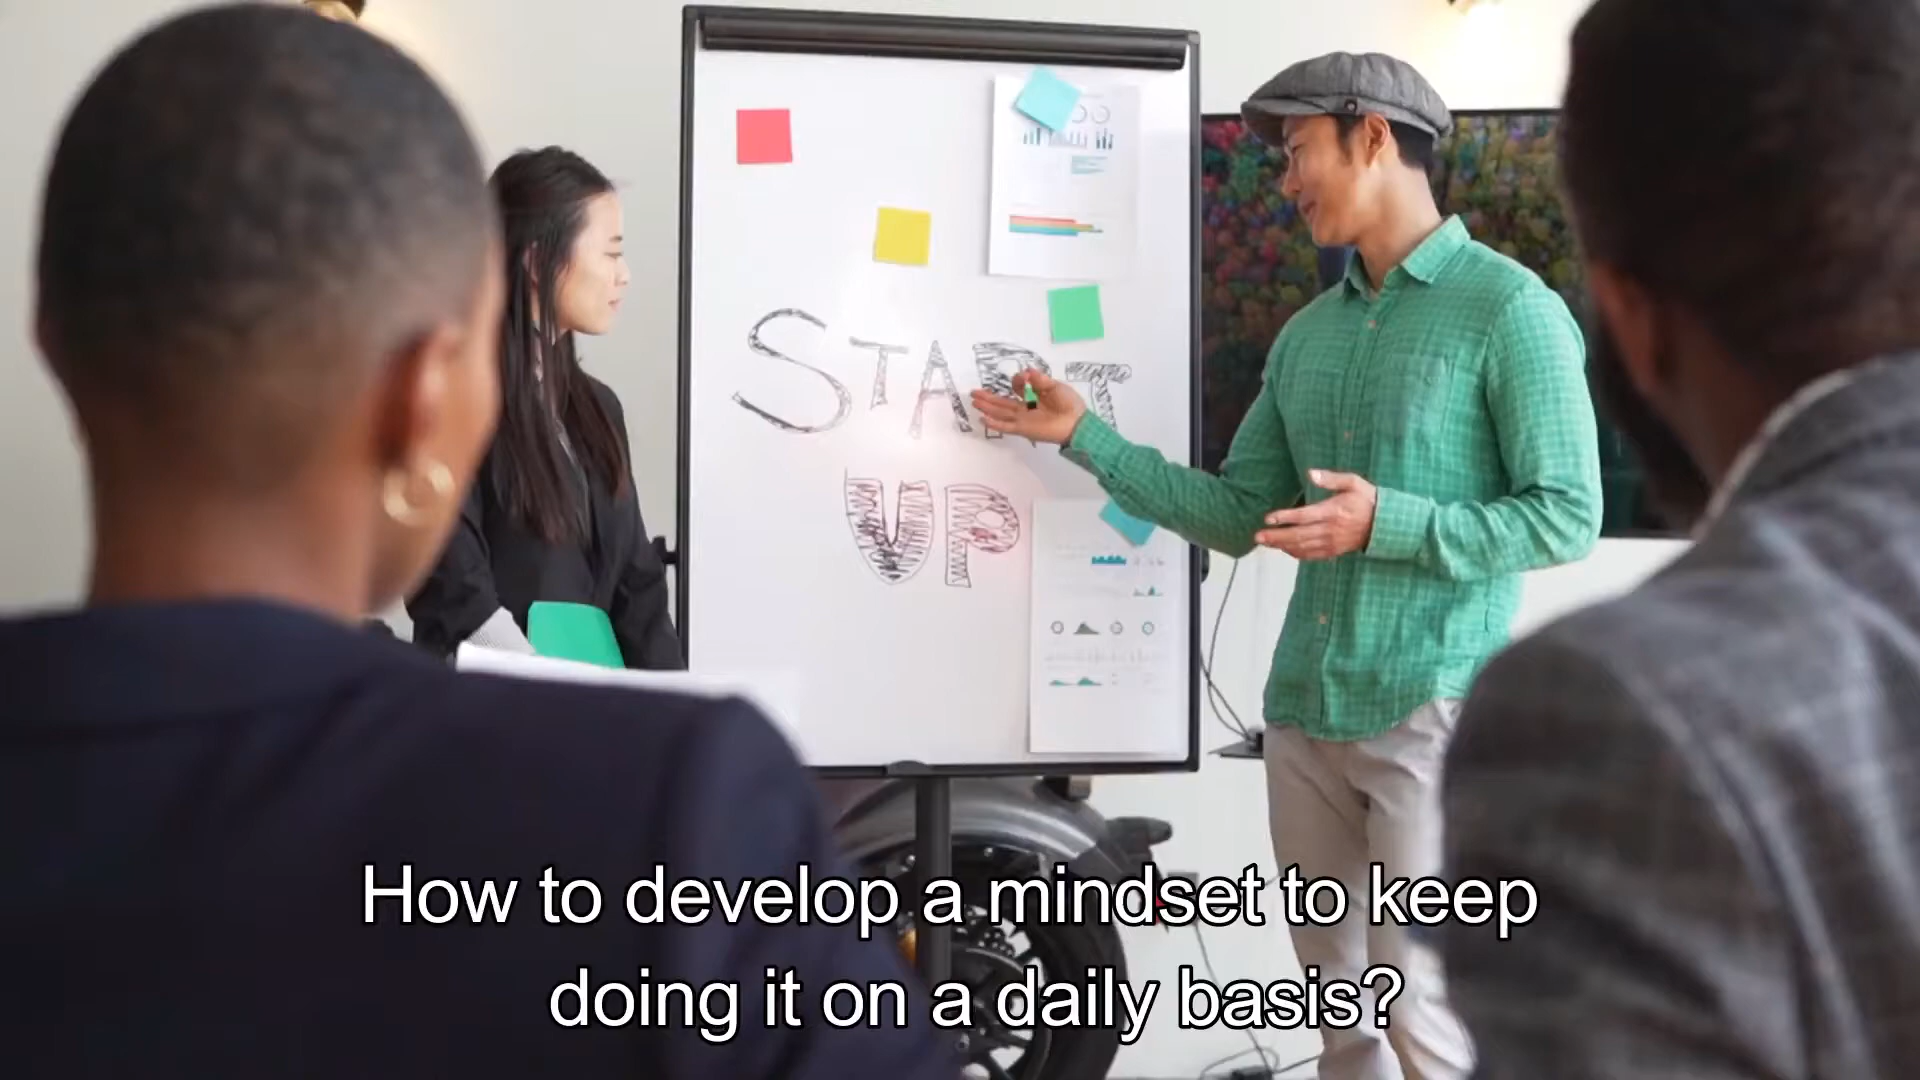 START
UP
How to develop a mindset to keep
doing it on a daily basis?